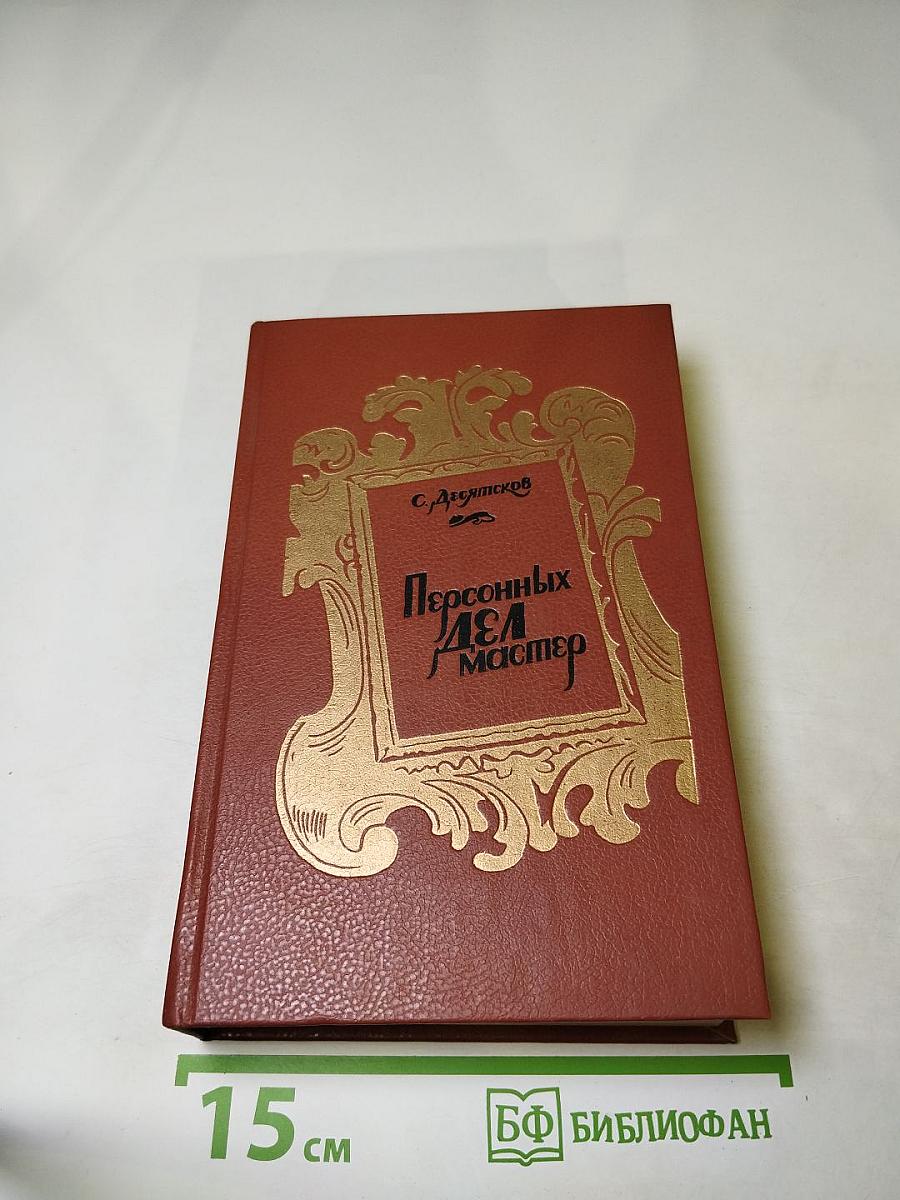 С. Десятсков
Персонных
дел
мастер
15 см
БФ БИБЛИОФАН